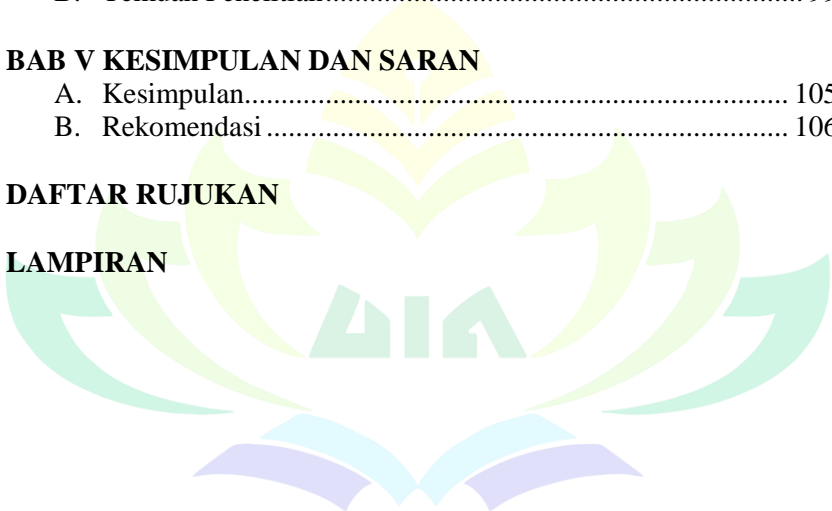 BAB V KESIMPULAN DAN SARAN
A. Kesimpulan......................................................................... 105
B. Rekomendasi...................................................................... 106
DAFTAR RUJUKAN
LAMPIRAN